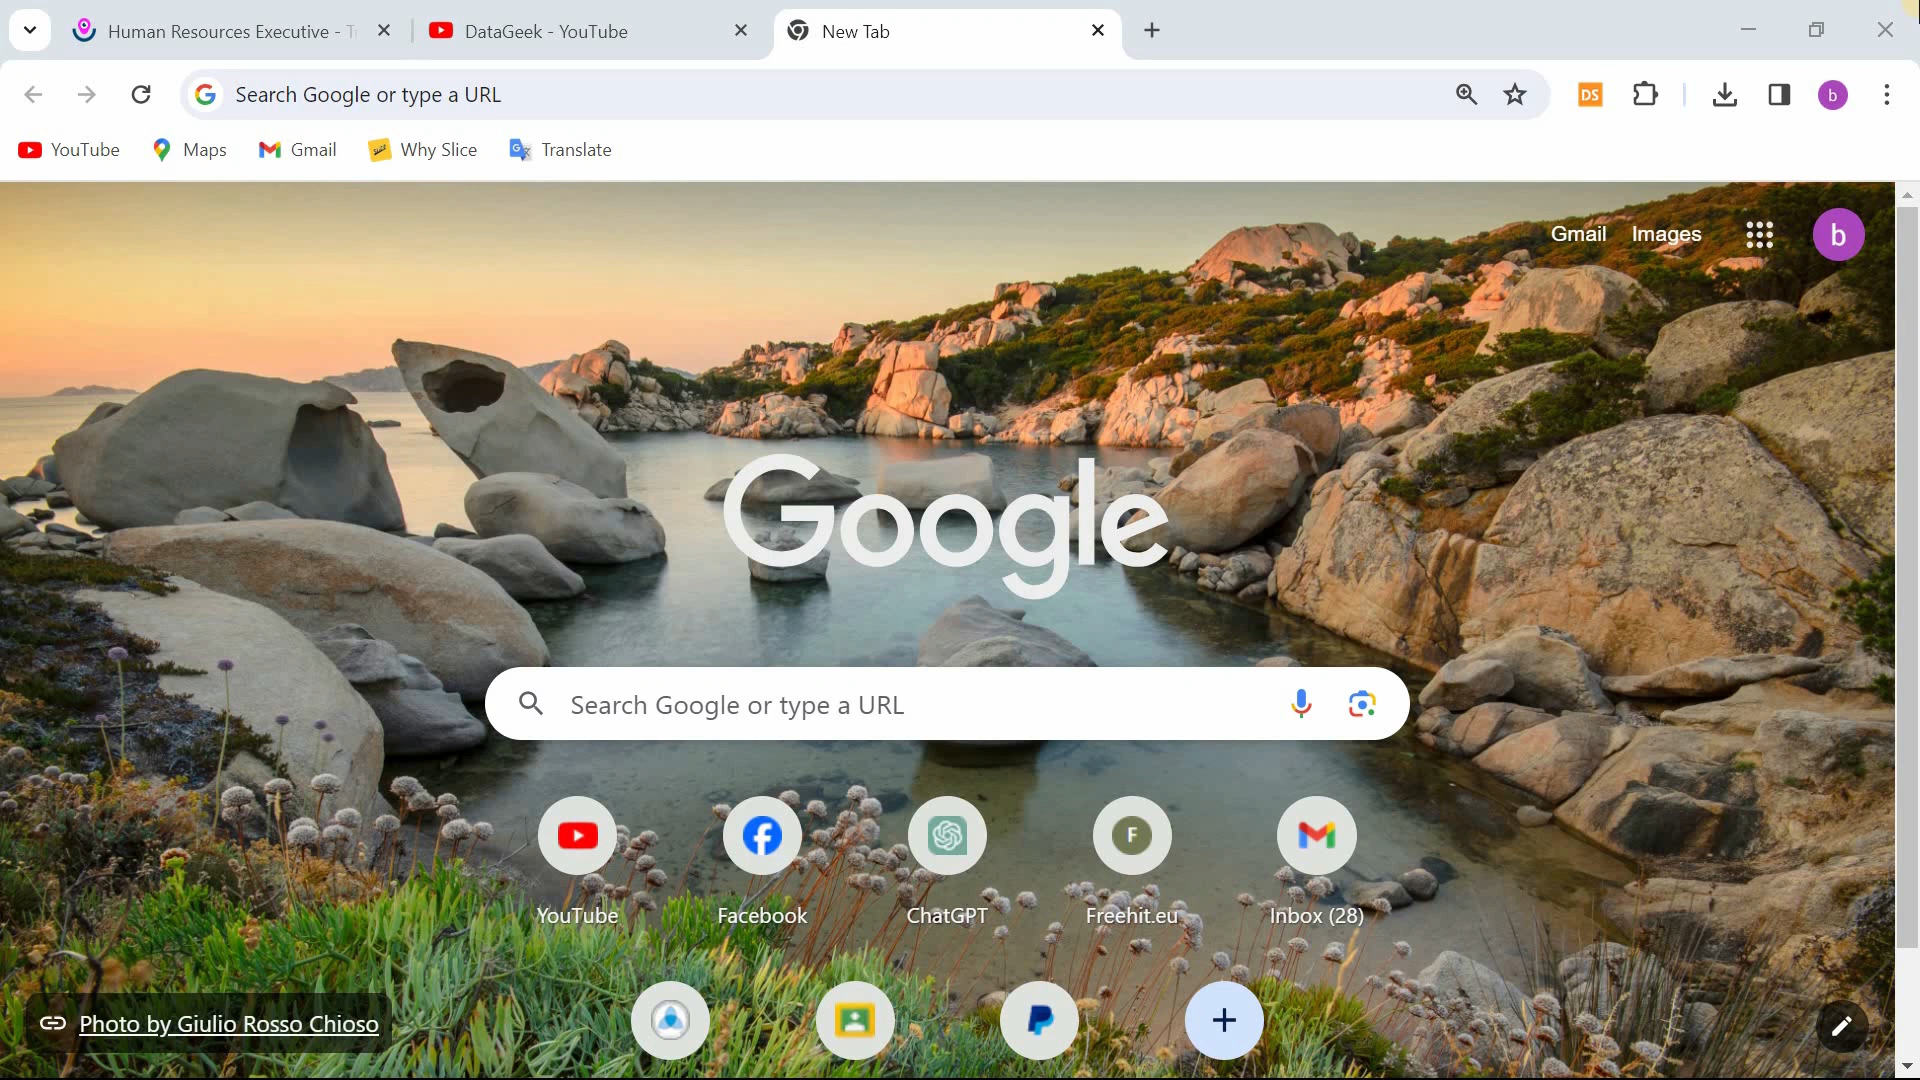 Human Resources Executive - T
DataGeek - YouTube
New Tab
Search Google or type a URL
DS
b
YouTube
Maps
Gmail
Why Slice
Translate
Gmail
Images
b
Google
Search Google or type a URL
F
YouTube
Facebook
ChatGPT
Freehit.eu
Inbox (28)
Photo by Giulio Rosso Chioso